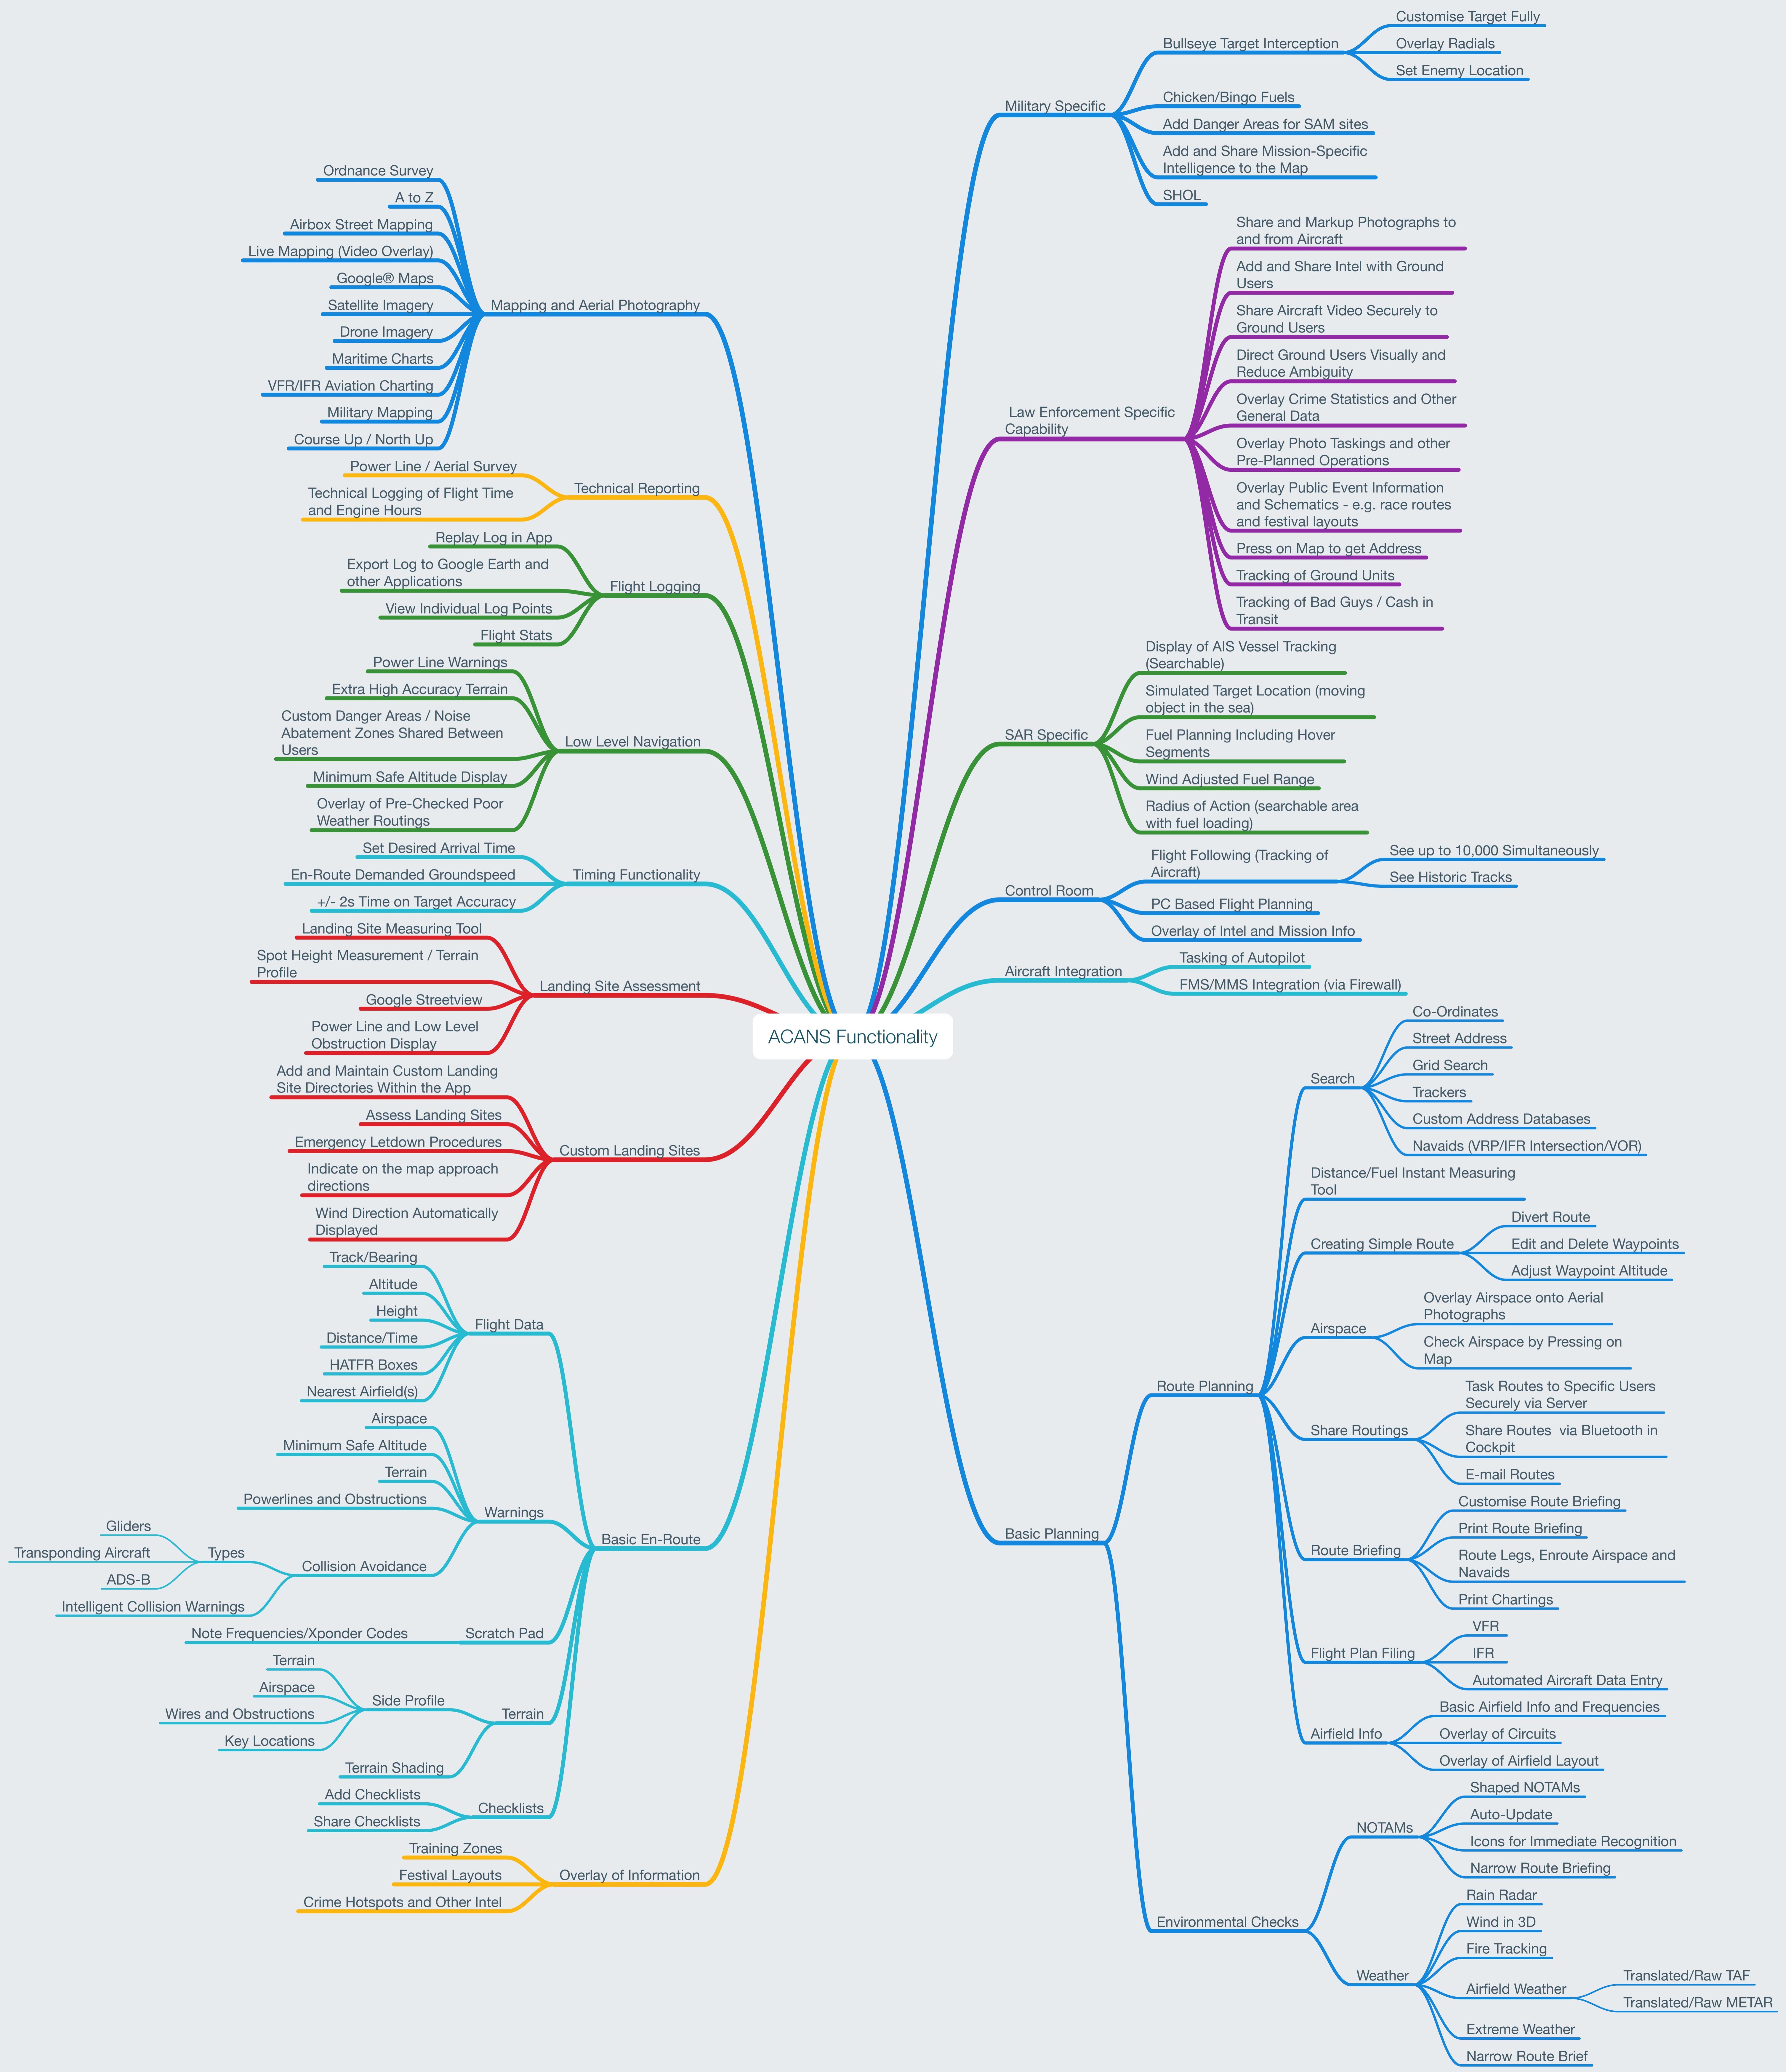 ACANS Functionality
Military Specific
Bullseye Target Interception
Customise Target Fully
Overlay Radials
Set Enemy Location
Chicken/Bingo Fuels
Add Danger Areas for SAM sites
Add and Share Mission-Specific
Intelligence to the Map
SHOL
Law Enforcement Specific
Capability
Share and Markup Photographs to
and from Aircraft
Add and Share Intel with Ground
Users
Share Aircraft Video Securely to
Ground Users
Direct Ground Users Visually and
Reduce Ambiguity
Overlay Crime Statistics and Other
General Data
Overlay Photo Taskings and other
Pre-Planned Operations
Overlay Public Event Information
and Schematics - e.g. race routes
and festival layouts
Press on Map to get Address
Tracking of Ground Units
Tracking of Bad Guys / Cash in
Transit
SAR Specific
Display of AIS Vessel Tracking
(Searchable)
Simulated Target Location (moving
object in the sea)
Fuel Planning Including Hover
Segments
Wind Adjusted Fuel Range
Radius of Action (searchable area
with fuel loading)
Control Room
Flight Following (Tracking of
Aircraft)
See up to 10,000 Simultaneously
See Historic Tracks
PC Based Flight Planning
Overlay of Intel and Mission Info
Aircraft Integration
Tasking of Autopilot
FMS/MMS Integration (via Firewall)
Basic Planning
Route Planning
Search
Co-Ordinates
Street Address
Grid Search
Trackers
Custom Address Databases
Navaids (VRP/IFR Intersection/VOR)
Distance/Fuel Instant Measuring
Tool
Creating Simple Route
Divert Route
Edit and Delete Waypoints
Adjust Waypoint Altitude
Airspace
Overlay Airspace onto Aerial
Photographs
Check Airspace by Pressing on
Map
Share Routings
Task Routes to Specific Users
Securely via Server
Share Routes  via Bluetooth in
Cockpit
E-mail Routes
Route Briefing
Customise Route Briefing
Print Route Briefing
Route Legs, Enroute Airspace and
Navaids
Print Chartings
Flight Plan Filing
VFR
IFR
Automated Aircraft Data Entry
Airfield Info
Basic Airfield Info and Frequencies
Overlay of Circuits
Overlay of Airfield Layout
Environmental Checks
NOTAMs
Shaped NOTAMs
Auto-Update
Icons for Immediate Recognition
Narrow Route Briefing
Weather
Rain Radar
Wind in 3D
Fire Tracking
Airfield Weather
Translated/Raw TAF
Translated/Raw METAR
Extreme Weather
Narrow Route Brief
Mapping and Aerial Photography
Ordnance Survey
A to Z
Airbox Street Mapping
Live Mapping (Video Overlay)
Google® Maps
Satellite Imagery
Drone Imagery
Maritime Charts
VFR/IFR Aviation Charting
Military Mapping
Course Up / North Up
Technical Reporting
Power Line / Aerial Survey
Technical Logging of Flight Time
and Engine Hours
Flight Logging
Replay Log in App
Export Log to Google Earth and
other Applications
View Individual Log Points
Flight Stats
Low Level Navigation
Power Line Warnings
Extra High Accuracy Terrain
Custom Danger Areas / Noise
Abatement Zones Shared Between
Users
Minimum Safe Altitude Display
Overlay of Pre-Checked Poor
Weather Routings
Timing Functionality
Set Desired Arrival Time
En-Route Demanded Groundspeed
+/- 2s Time on Target Accuracy
Landing Site Assessment
Landing Site Measuring Tool
Spot Height Measurement / Terrain
Profile
Google Streetview
Power Line and Low Level
Obstruction Display
Custom Landing Sites
Add and Maintain Custom Landing
Site Directories Within the App
Assess Landing Sites
Emergency Letdown Procedures
Indicate on the map approach
directions
Wind Direction Automatically
Displayed
Basic En-Route
Flight Data
Track/Bearing
Altitude
Height
Distance/Time
HATFR Boxes
Nearest Airfield(s)
Warnings
Airspace
Minimum Safe Altitude
Terrain
Powerlines and Obstructions
Collision Avoidance
Types
Gliders
Transponding Aircraft
ADS-B
Intelligent Collision Warnings
Scratch Pad
Note Frequencies/Xponder Codes
Terrain
Side Profile
Terrain
Airspace
Wires and Obstructions
Key Locations
Terrain Shading
Checklists
Add Checklists
Share Checklists
Overlay of Information
Training Zones
Festival Layouts
Crime Hotspots and Other Intel